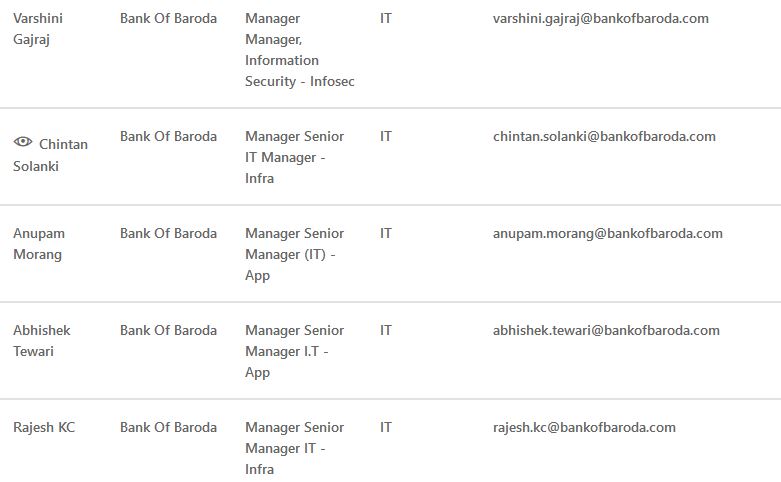 Varshini Bank Of Baroda Manager IT varshini.gajraj@bankofbaroda.com
Gajraj Manager,
Information
Security - Infosec
Chintan Bank Of Baroda Manager Senior IT chintan.solanki@bankofbaroda.com
Solanki IT Manager -
Infra
Anupam Bank Of Baroda Manager Senior IT anupam.morang@bankofbaroda.com
Morang Manager (IT) -
App
Abhishek Bank Of Baroda Manager Senior IT abhishek.tewari@bankofbaroda.com
Tewari Manager I.T -
App
Rajesh KC Bank Of Baroda Manager Senior IT rajesh.kc@bankofbaroda.com
Manager IT -
Infra